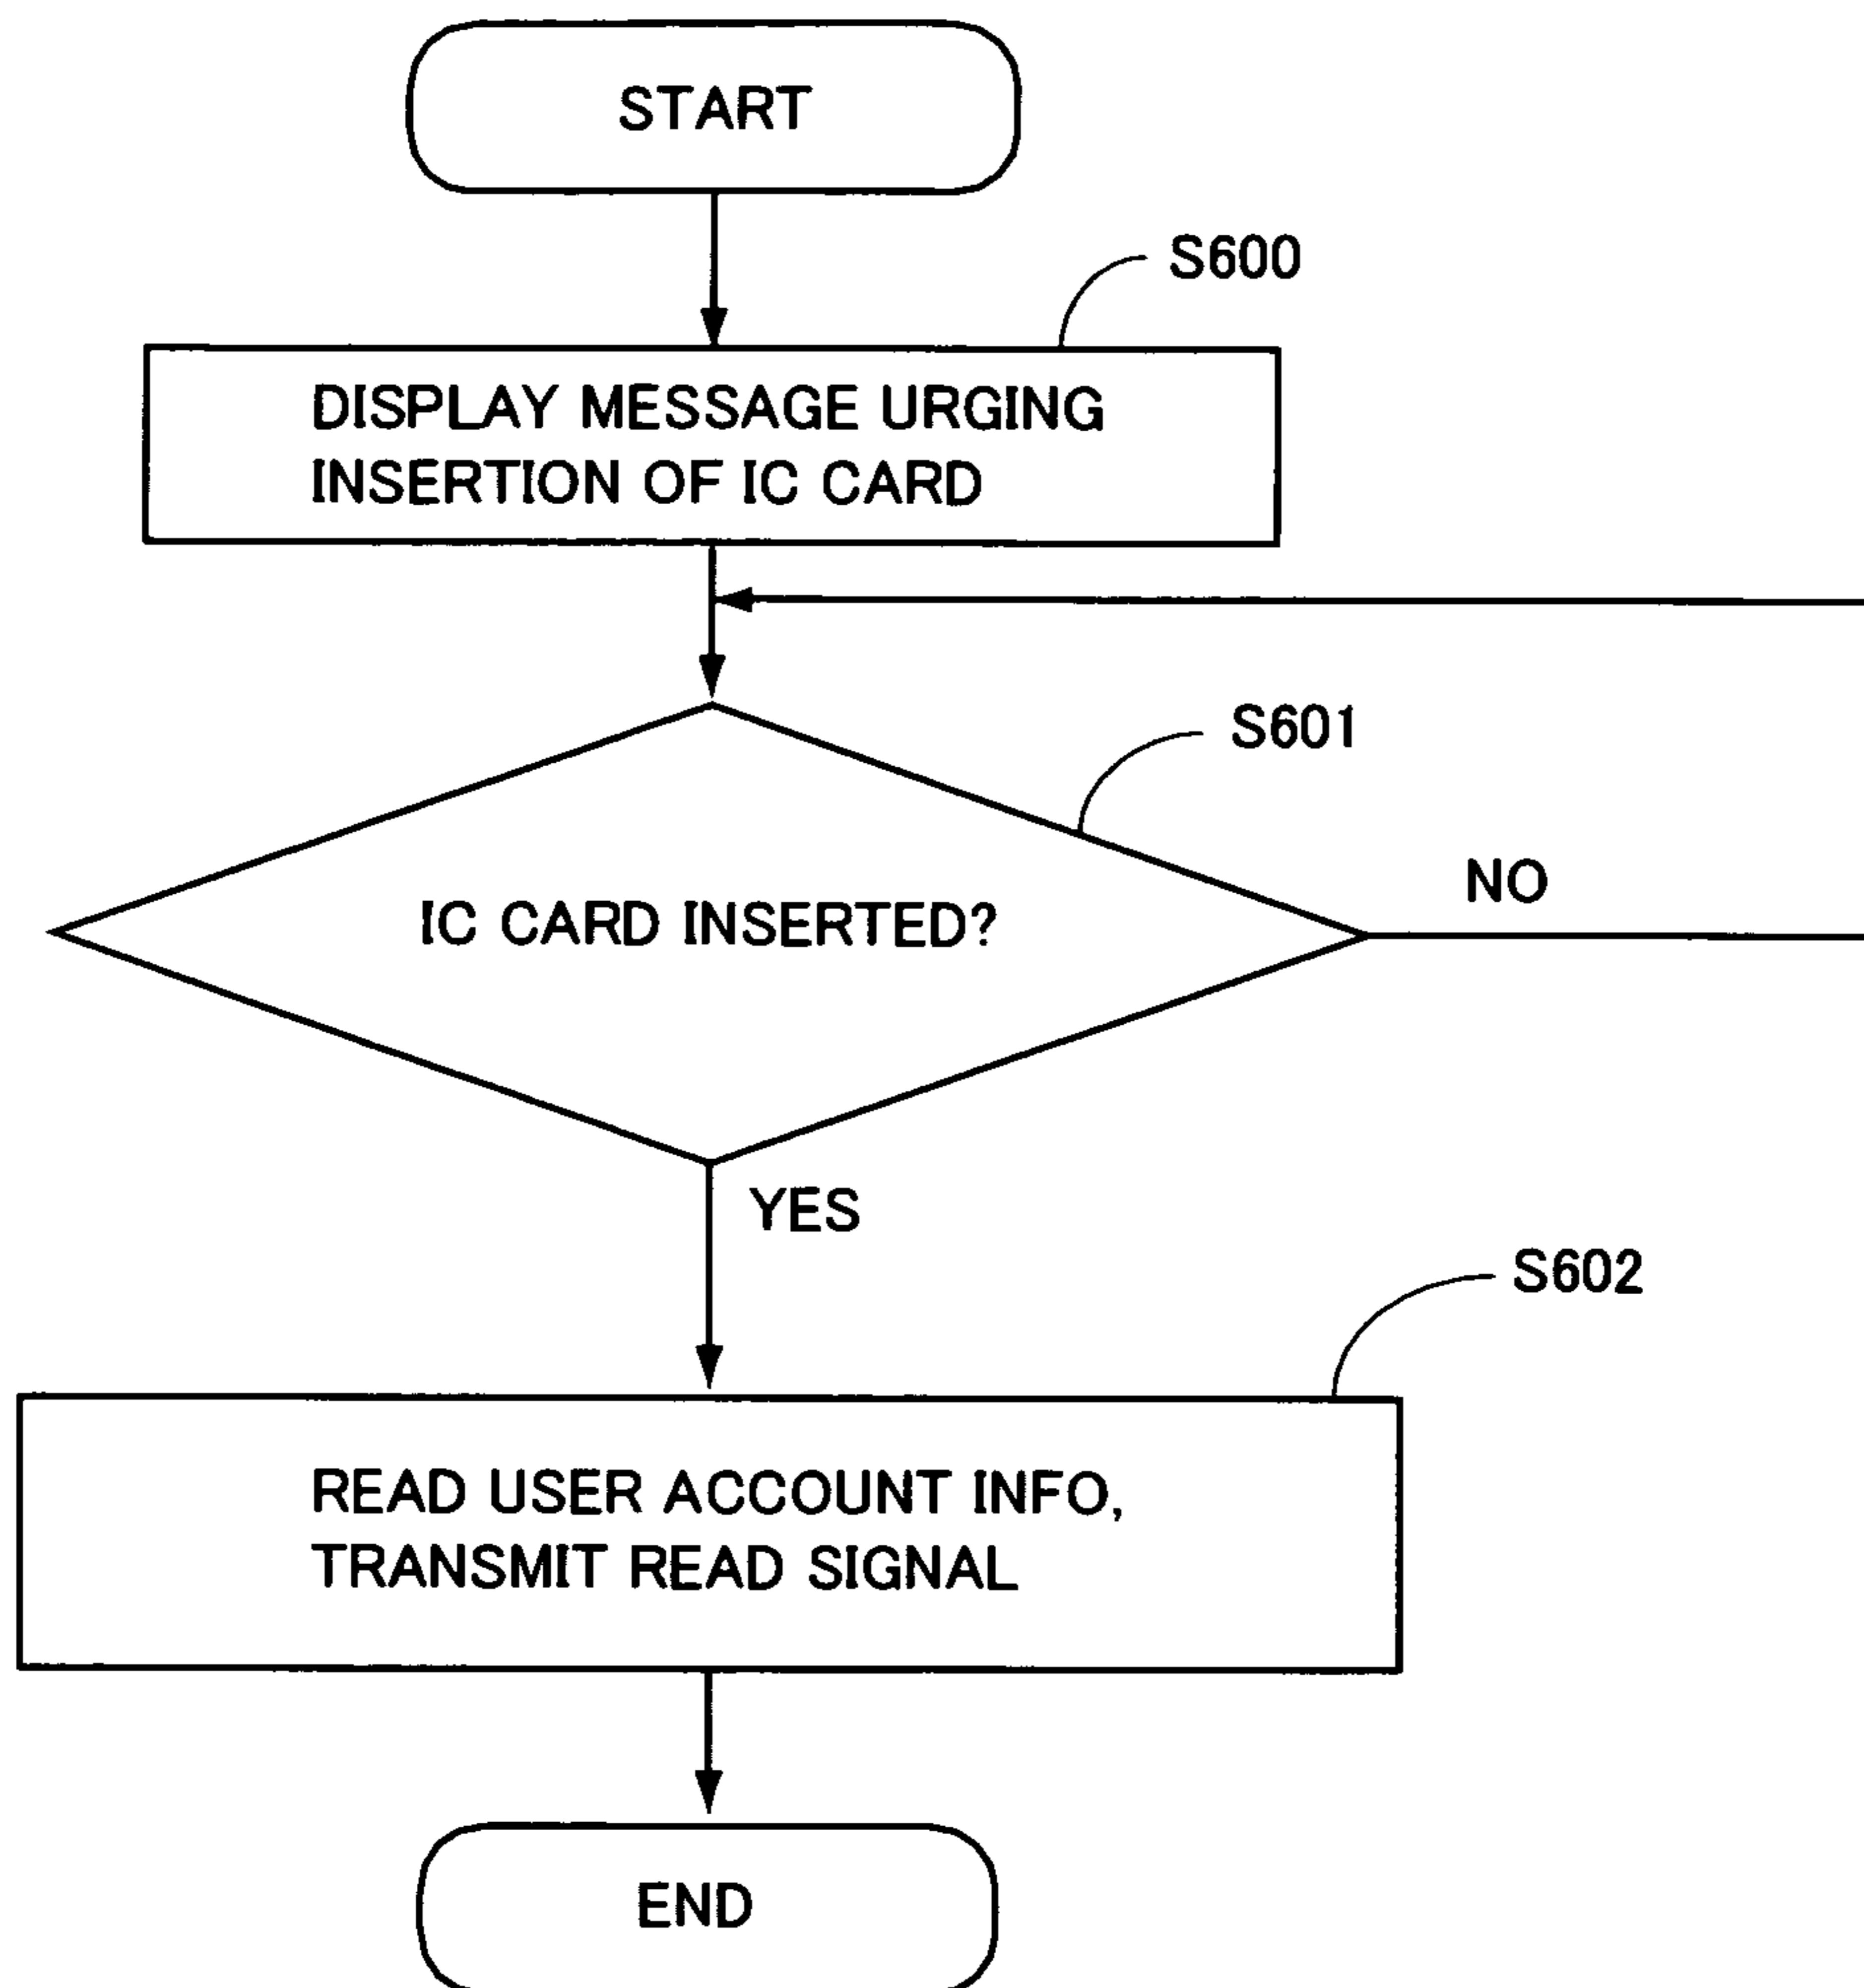 START
S600
DISPLAY MESSAGE URGING
INSERTION OF IC CARD
S601
IC CARD INSERTED?
NO
YES
S602
READ USER ACCOUNT INFO,
TRANSMIT READ SIGNAL
END